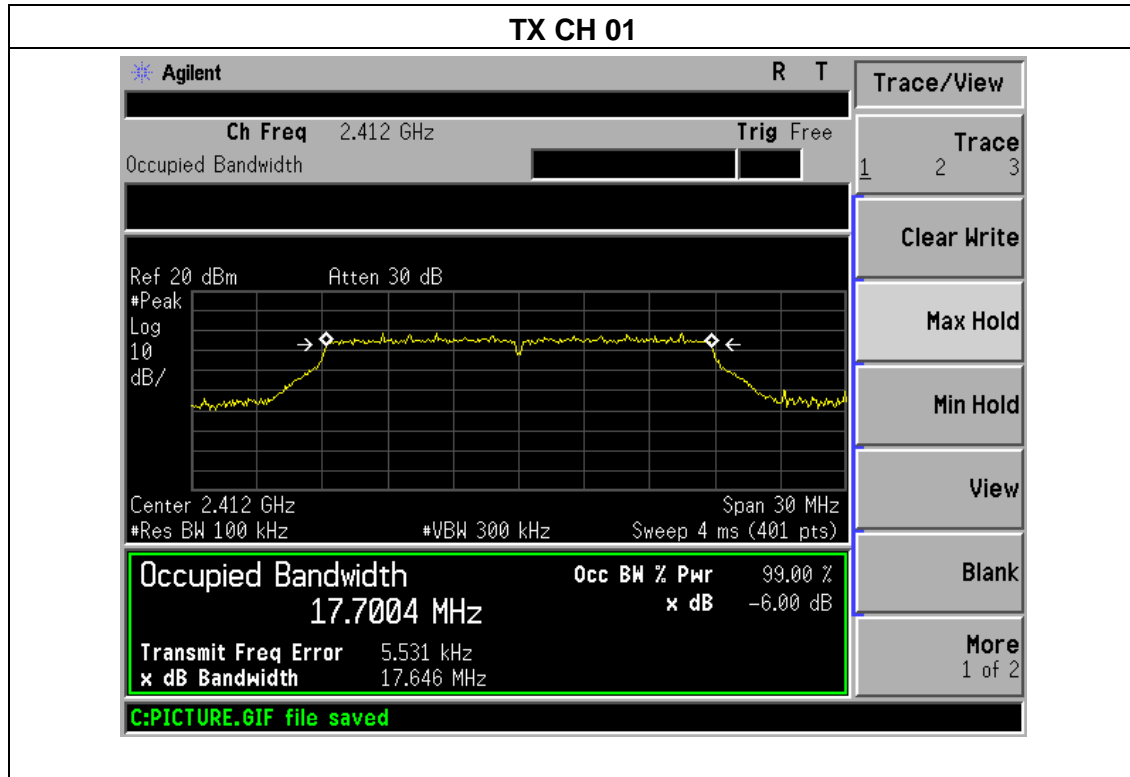 TX CH 01
Agilent R T
Trace/View
Ch Freq 2.412 GHz Trig Free
Occupied Bandwidth
Trace
1 2 3
Clear Write
Ref 20 dBm Atten 30 dB
#Peak
Log
10
dB/
Max Hold
Min Hold
View
Center 2.412 GHz Span 30 MHz
#Res BW 100 kHz #VBW 300 kHz Sweep 4 ms (401 pts)
Occupied Bandwidth Occ BW % Pwr 99.00 %
17.7004 MHz x dB -6.00 dB
Blank
Transmit Freq Error 5.531 kHz
x dB Bandwidth 17.646 MHz
More
1 of 2
C:PICTURE.GIF file saved